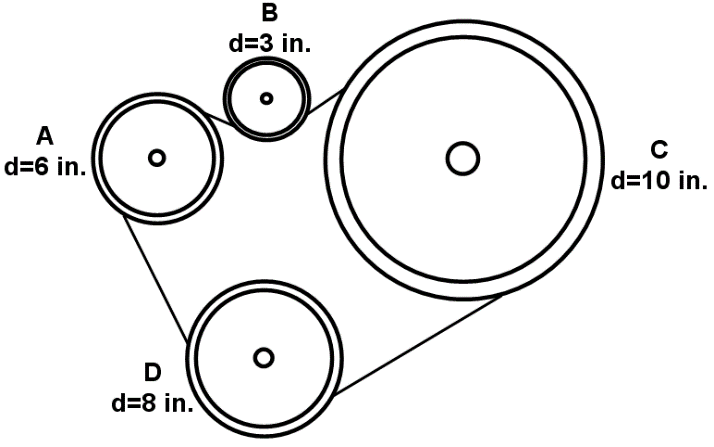 B
d=3 in.
A
d=6 in.
C
d=10 in.
D
d=8 in.